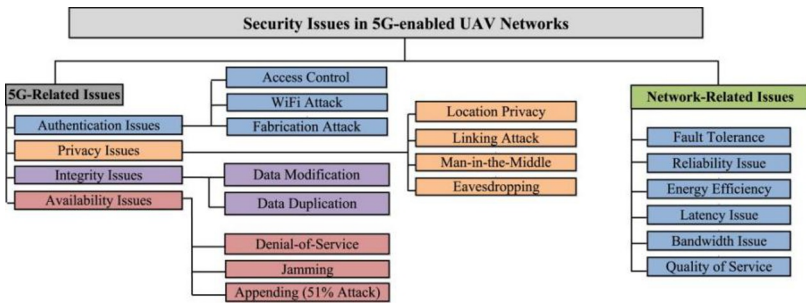 Security Issues in 5G-enabled UAV Networks
5G-Related Issues
Authentication Issues
Privacy Issues
Integrity Issues
Availability Issues
Access Control
WiFi Attack
Fabrication Attack
Location Privacy
Linking Attack
Man-in-the-Middle
Eavesdropping
Data Modification
Data Duplication
Denial-of-Service
Jamming
Appending (51% Attack)
Network-Related Issues
Fault Tolerance
Reliability Issue
Energy Efficiency
Latency Issue
Bandwidth Issue
Quality of Service